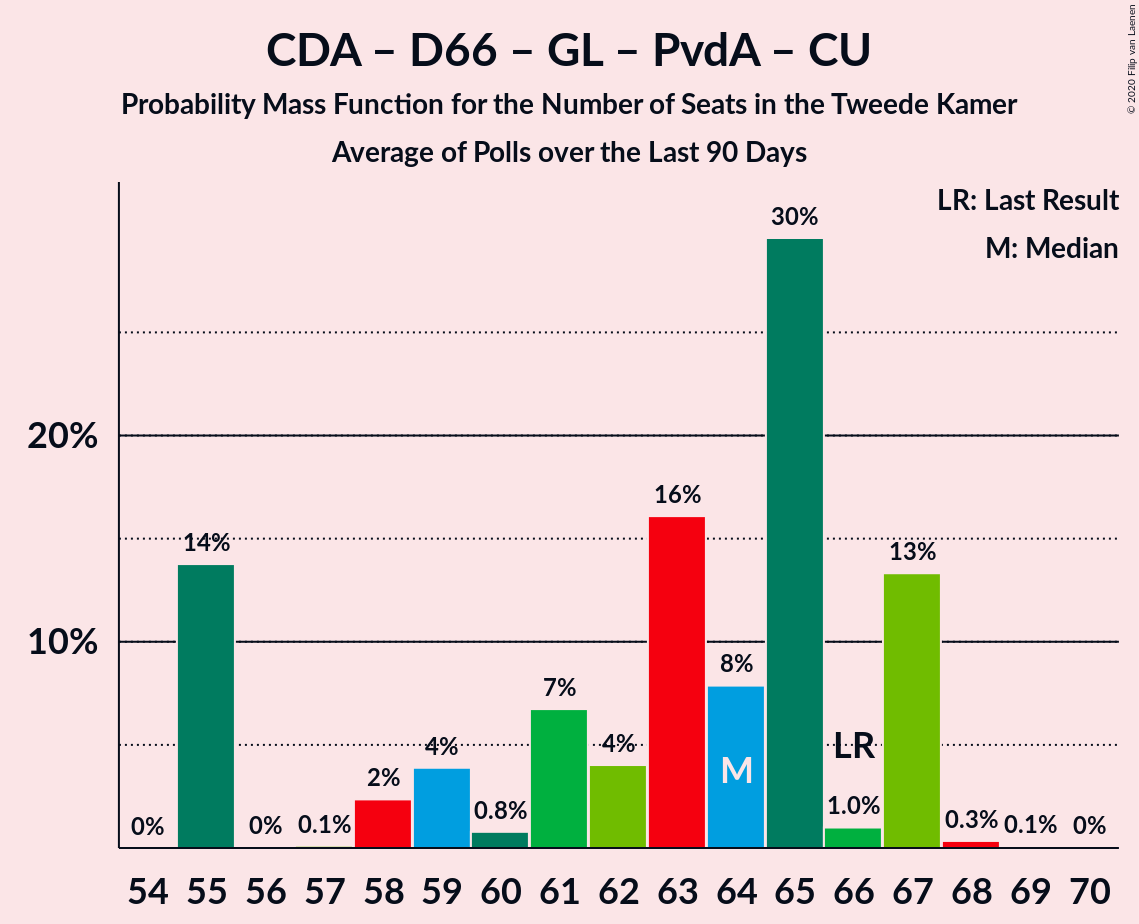 CDA – D66 – GL – PvdA – CU
Probability Mass Function for the Number of Seats in the Tweede Kamer
Average of Polls over the Last 90 Days
© 2020 Filip van Laenen
LR: Last Result
M: Median
20%
10%
0%
14%
0%
0.1%
2%
4%
0.8%
7%
4%
16%
8%
30%
1.0%
13%
0.3%
0.1%
0%
M
LR
54 55 56 57 58 59 60 61 62 63 64 65 66 67 68 69 70